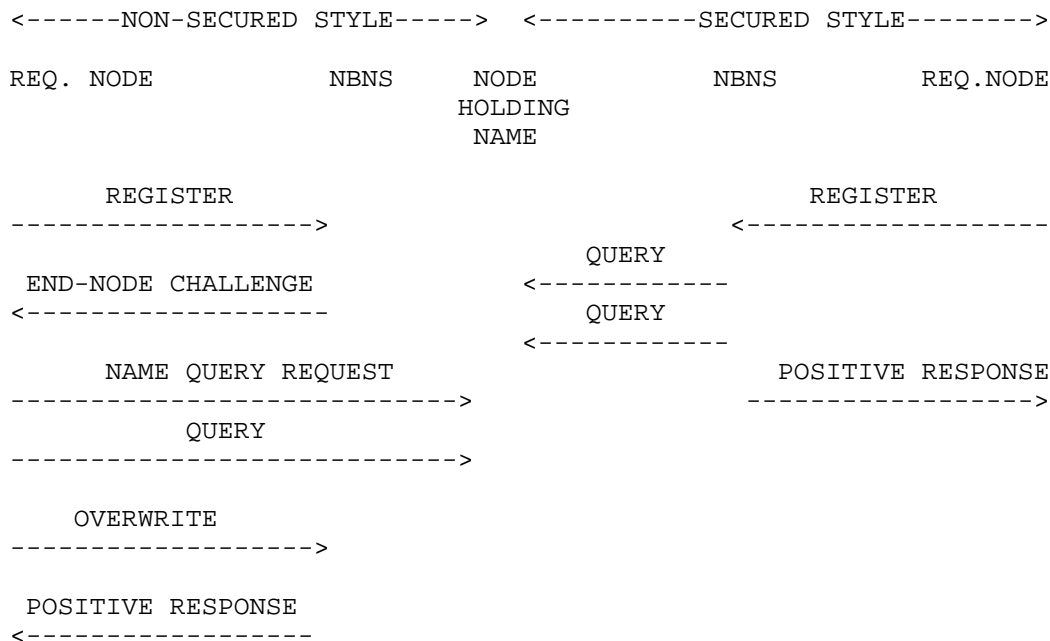 <------NON-SECURED STYLE-----> <----------SECURED STYLE-------->
REQ. NODE NBNS NODE NBNS REQ.NODE
HOLDING
NAME
REGISTER REGISTER
-------------------> <-------------------
QUERY
END-NODE CHALLENGE <------------
<------------------- QUERY
<------------
NAME QUERY REQUEST POSITIVE RESPONSE
----------------------------> ------------------>
QUERY
---------------------------->
OVERWRITE
------------------->
POSITIVE RESPONSE
<------------------